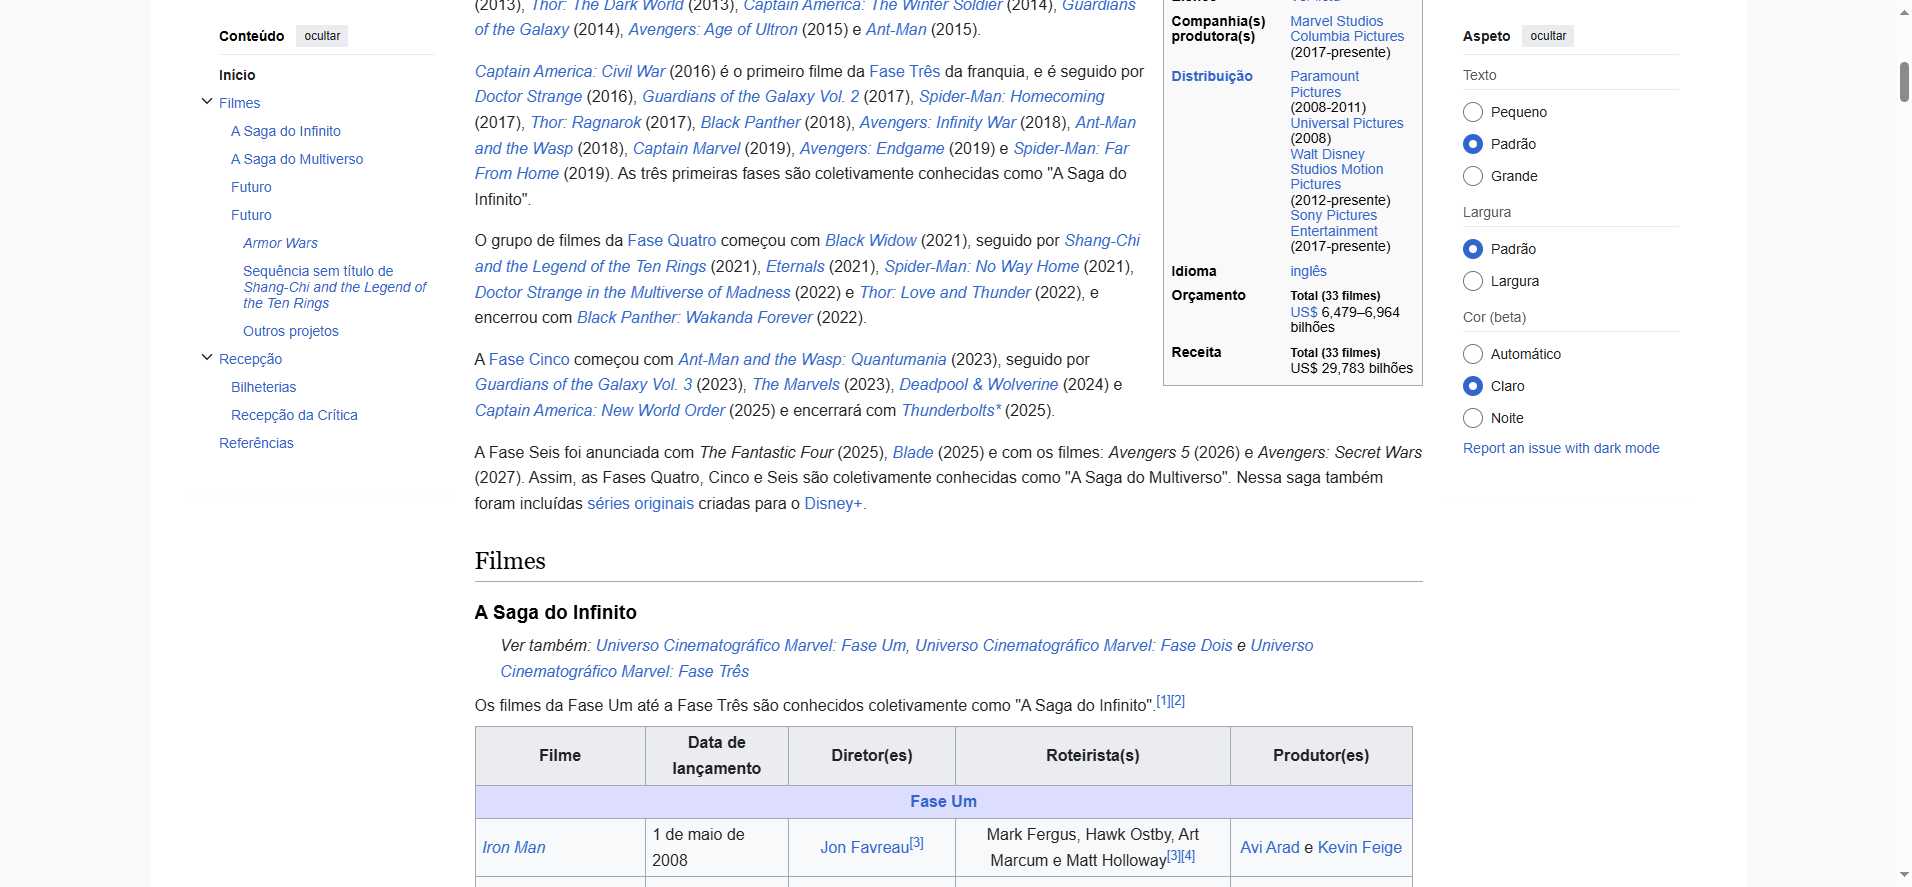 Conteúdo ocultar
Início
Filmes
A Saga do Infinito
A Saga do Multiverso
Futuro
Futuro
Armor Wars
Sequência sem título de
Shang-Chi and the Legend of
the Ten Rings
Outros projetos
Recepção
Bilheterias
Recepção da Crítica
Referências
(2013), Thor: The Dark World (2013), Captain America: The Winter Soldier (2014), Guardians
of the Galaxy (2014), Avengers: Age of Ultron (2015) e Ant-Man (2015).
Captain America: Civil War (2016) é o primeiro filme da Fase Três da franquia, e é seguido por
Doctor Strange (2016), Guardians of the Galaxy Vol. 2 (2017), Spider-Man: Homecoming
(2017), Thor: Ragnarok (2017), Black Panther (2018), Avengers: Infinity War (2018), Ant-Man
and the Wasp (2018), Captain Marvel (2019), Avengers: Endgame (2019) e Spider-Man: Far
From Home (2019). As três primeiras fases são coletivamente conhecidas como "A Saga do
Infinito".
O grupo de filmes da Fase Quatro começou com Black Widow (2021), seguido por Shang-Chi
and the Legend of the Ten Rings (2021), Eternals (2021), Spider-Man: No Way Home (2021),
Doctor Strange in the Multiverse of Madness (2022) e Thor: Love and Thunder (2022), e
encerrou com Black Panther: Wakanda Forever (2022).
A Fase Cinco começou com Ant-Man and the Wasp: Quantumania (2023), seguido por
Guardians of the Galaxy Vol. 3 (2023), The Marvels (2023), Deadpool & Wolverine (2024) e
Captain America: New World Order (2025) e encerrará com Thunderbolts* (2025).
A Fase Seis foi anunciada com The Fantastic Four (2025), Blade (2025) e com os filmes: Avengers 5 (2026) e Avengers: Secret Wars
(2027). Assim, as Fases Quatro, Cinco e Seis são coletivamente conhecidas como "A Saga do Multiverso". Nessa saga também
foram incluídas séries originais criadas para o Disney+.
Companhia(s) produtora(s) Marvel Studios
Columbia Pictures
(2017-presente)
Distribuição Paramount
Pictures
(2008-2011)
Universal Pictures
(2008)
Walt Disney
Studios Motion
Pictures
(2012-presente)
Sony Pictures
Entertainment
(2017-presente)
Idioma inglês
Orçamento Total (33 filmes)
US$ 6,479–6,964
bilhões
Receita Total (33 filmes)
US$ 29,783 bilhões
Filmes
A Saga do Infinito
Ver também: Universo Cinematográfico Marvel: Fase Um, Universo Cinematográfico Marvel: Fase Dois e Universo
Cinematográfico Marvel: Fase Três
Os filmes da Fase Um até a Fase Três são conhecidos coletivamente como "A Saga do Infinito".[1][2]
Filme Data de lançamento Diretor(es) Roteirista(s) Produtor(es)
Fase Um
Iron Man 1 de maio de 2008 Jon Favreau[3] Mark Fergus, Hawk Ostby, Art Marcum e Matt Holloway[3][4] Avi Arad e Kevin Feige
Aspeto ocultar
Texto
Pequeno
Padrão
Grande
Largura
Padrão
Largura
Cor (beta)
Automático
Claro
Noite
Report an issue with dark mode